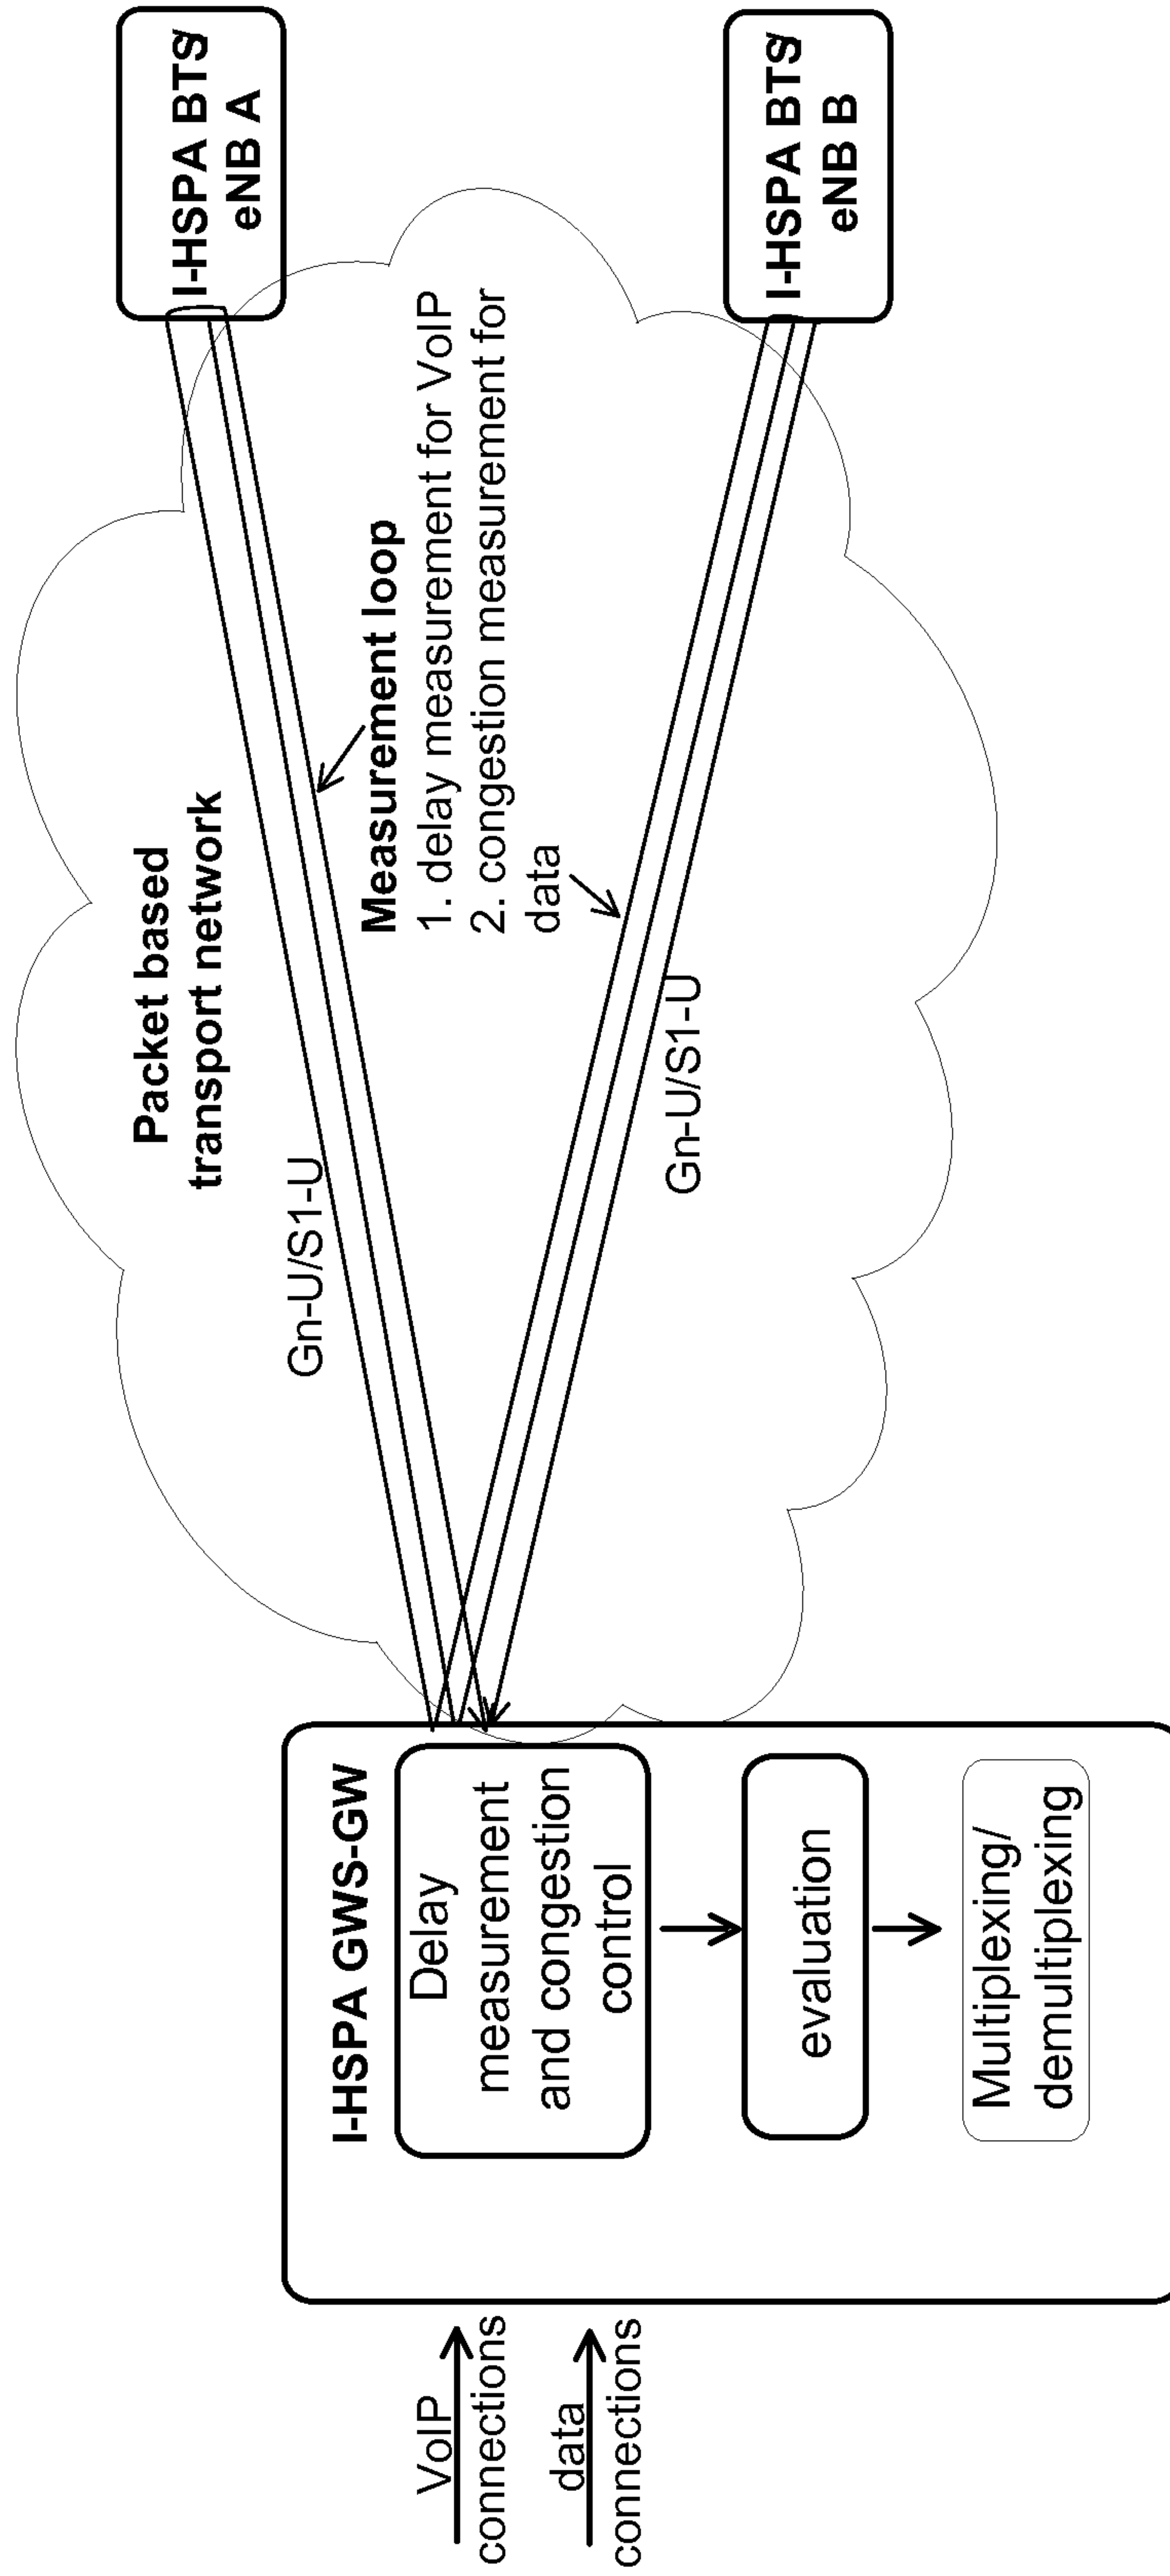 VoIP
connections
data
connections
I-HSPA GWS-GW
Delay
measurement
and congestion
control
evaluation
Multiplexing/
demultiplexing
Packet based
transport network
Gn-U/S1-U
Measurement loop
1. delay measurement for VoIP
2. congestion measurement for
data
Gn-U/S1-U
I-HSPA BTS/
eNB A
I-HSPA BTS/
eNB B